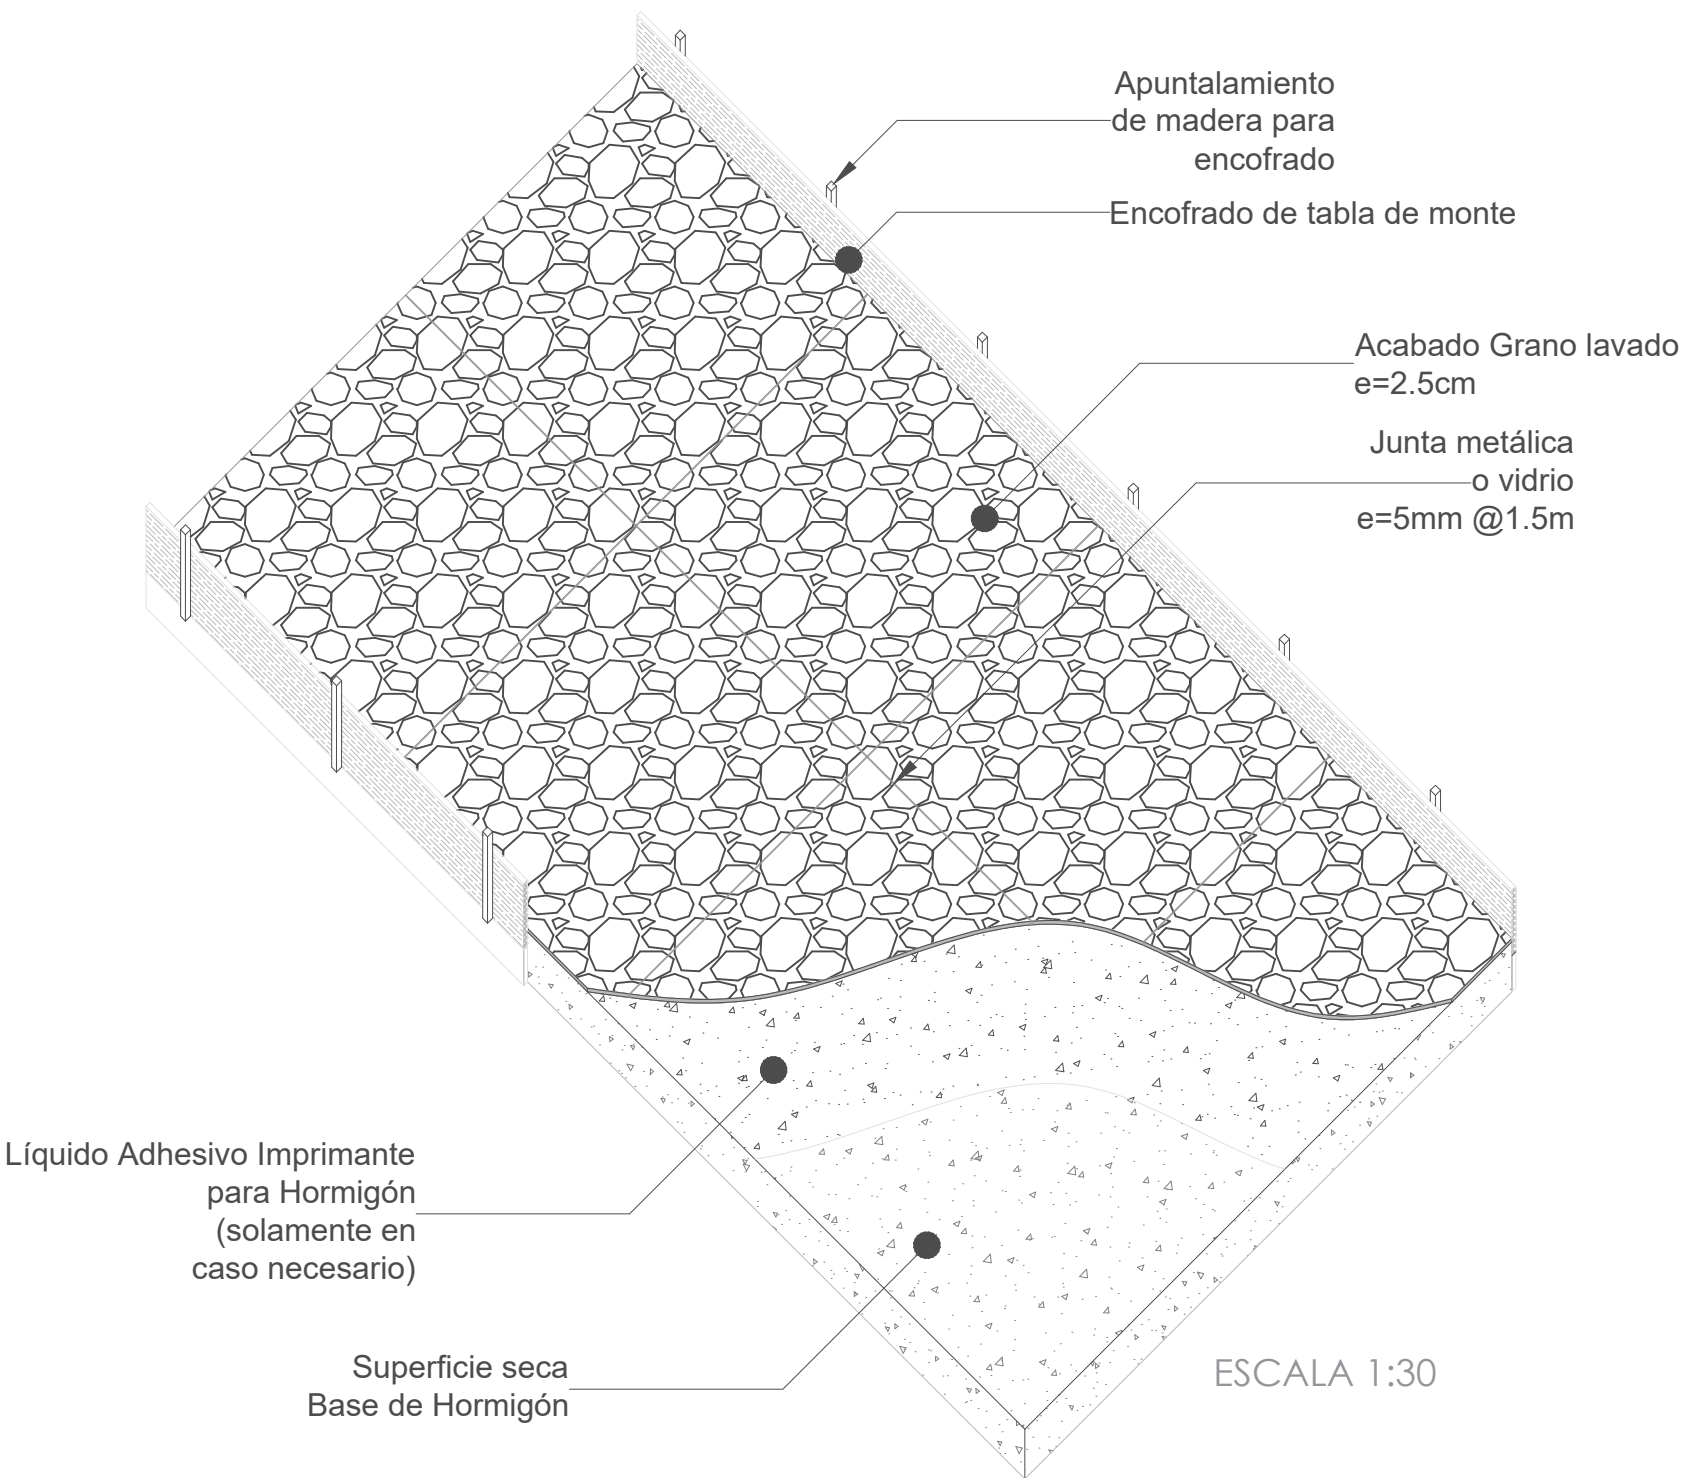 Apuntalamiento
de madera para
encofrado
Encofrado de tabla de monte
Acabado Grano lavado
e=2.5cm
Junta metálica
o vidrio
e=5mm @1.5m
Líquido Adhesivo Imprimante
para Hormigón
(solamente en
caso necesario)
Superficie seca
Base de Hormigón
ESCALA 1:30